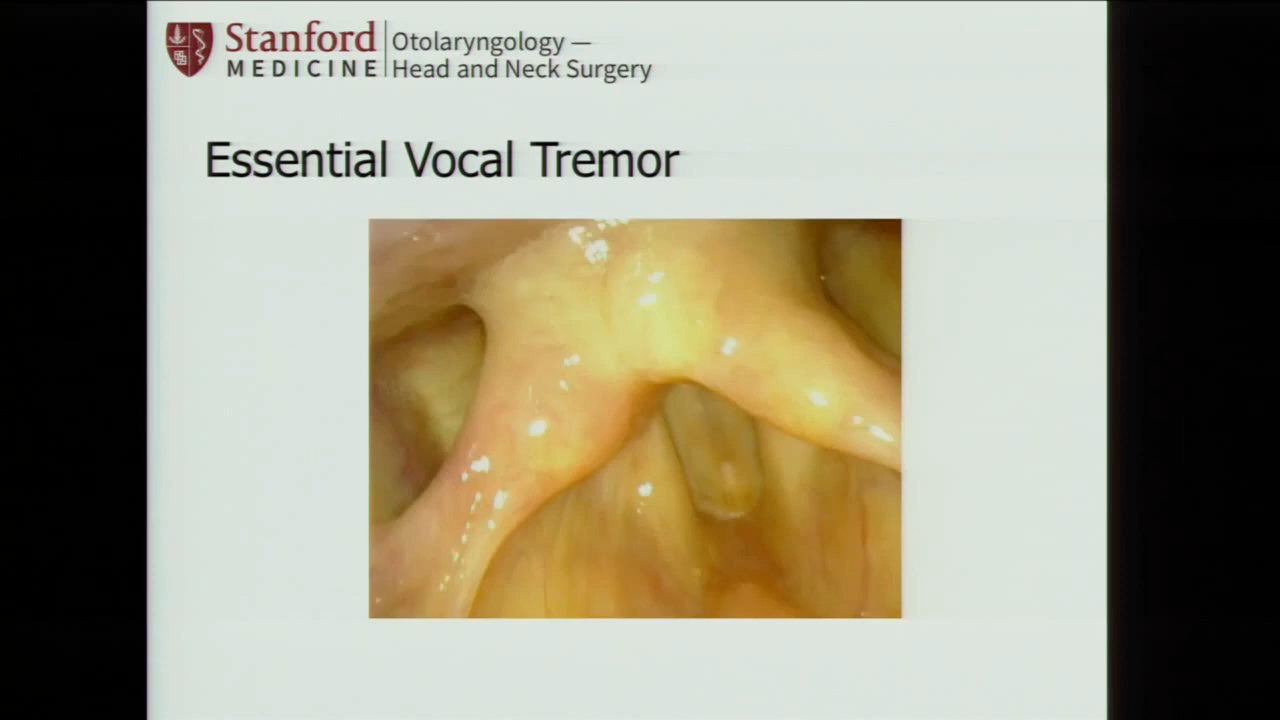 Stanford
MEDICINE
Otolaryngology —
Head and Neck Surgery
Essential Vocal Tremor